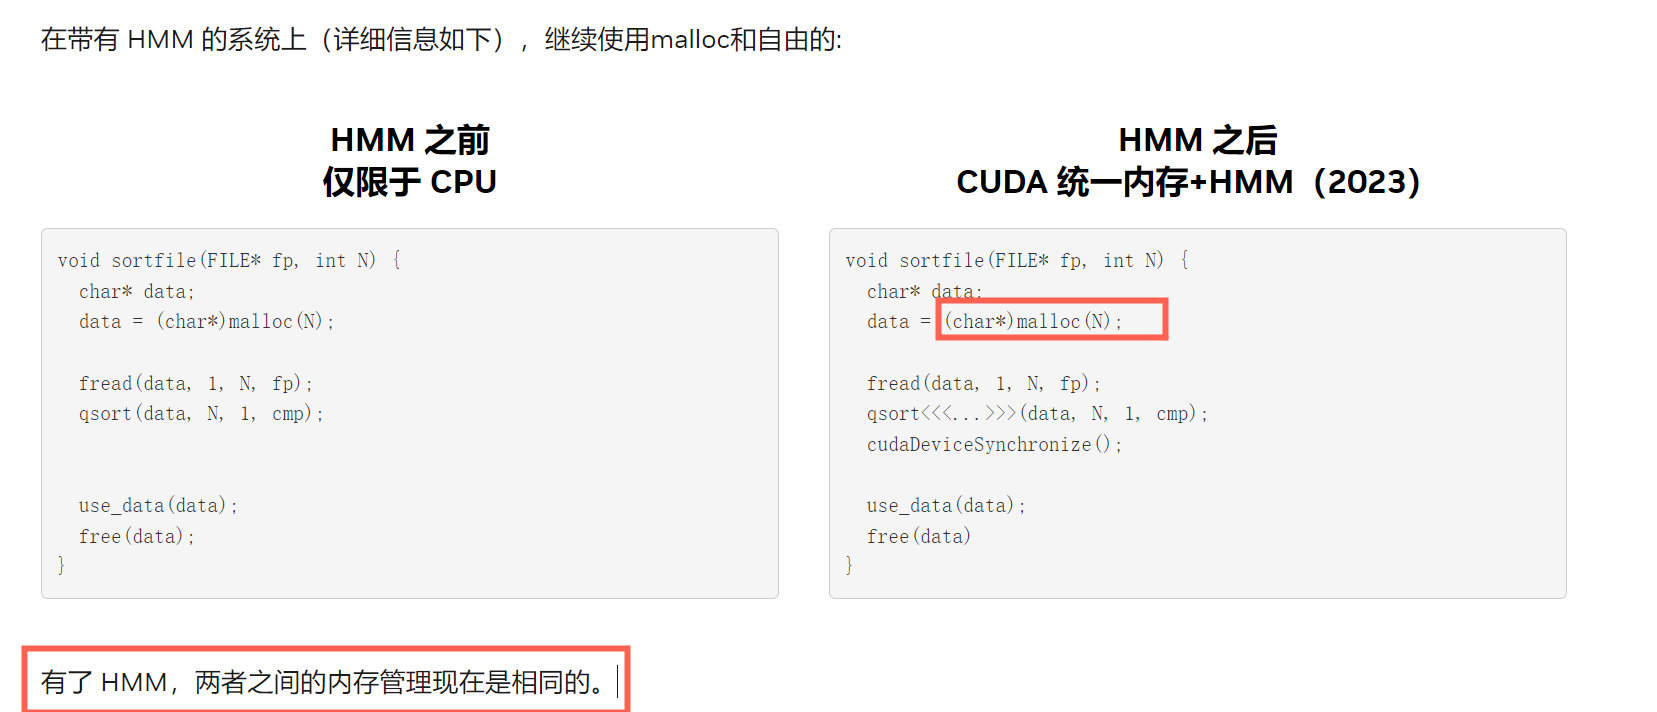 在带有 HMM 的系统上（详细信息如下），继续使用malloc和自由的:
HMM 之前
仅限于 CPU
void sortfile(FILE* fp, int N) {
  char* data;
  data = (char*)malloc(N);
  fread(data, 1, N, fp);
  qsort(data, N, 1, cmp);
  use_data(data);
  free(data);
}
HMM 之后
CUDA 统一内存+HMM（2023）
void sortfile(FILE* fp, int N) {
  char* data;
  data = (char*)malloc(N);
  fread(data, 1, N, fp);
  qsort<<<...>>>(data, N, 1, cmp);
  cudaDeviceSynchronize();
  use_data(data);
  free(data)
}
有了 HMM，两者之间的内存管理现在是相同的。